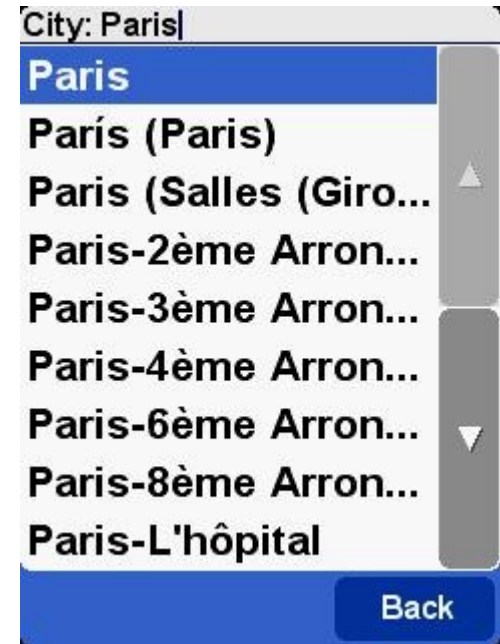 City: Paris
Paris
París (Paris)
Paris (Salles (Giro...
Paris-2ème Arron...
Paris-3ème Arron...
Paris-4ème Arron...
Paris-6ème Arron...
Paris-8ème Arron...
Paris-L'hôpital
Back